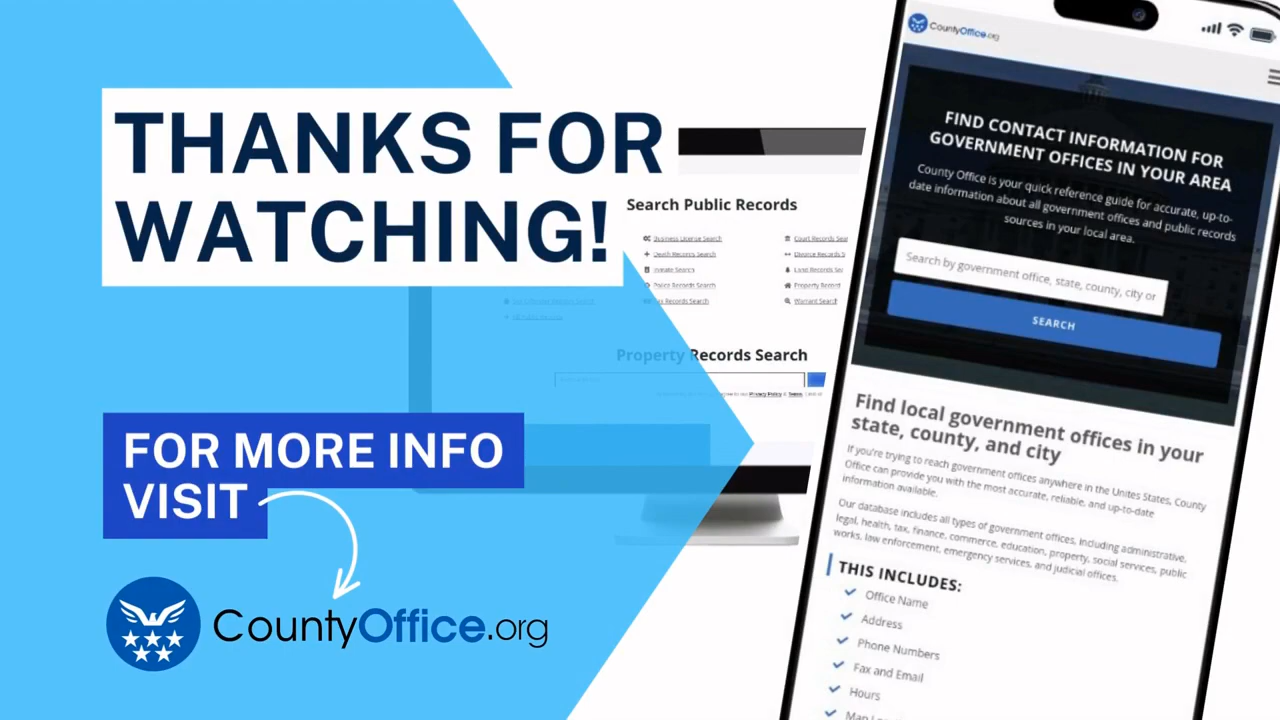 THANKS FOR
WATCHING!
FOR MORE INFO
VISIT
CountyOffice.org
Search Public Records
Business License Search
Death Records Search
Inmate Search
Police Records Search
Tax Records Search
Court Records Sear
Divorce Records S
Land Records Sea
Property Record
Warrant Search
Property Records Search
Privacy Policy & Terms
CountyOffice.org
FIND CONTACT INFORMATION FOR
GOVERNMENT OFFICES IN YOUR AREA
County Office is your quick reference guide for accurate, up-to-
date information about all government offices and public records
sources in your local area.
Search by government office, state, county, city or
SEARCH
Find local government offices in your
state, county, and city
If you're trying to reach government offices anywhere in the Unites States, County
Office can provide you with the most accurate, reliable, and up-to-date
information available.
Our database includes all types of government offices, including administrative,
legal, health, tax, finance, commerce, education, property, social services, public
works, law enforcement, emergency services, and judicial offices.
THIS INCLUDES:
Office Name
Address
Phone Numbers
Fax and Email
Hours